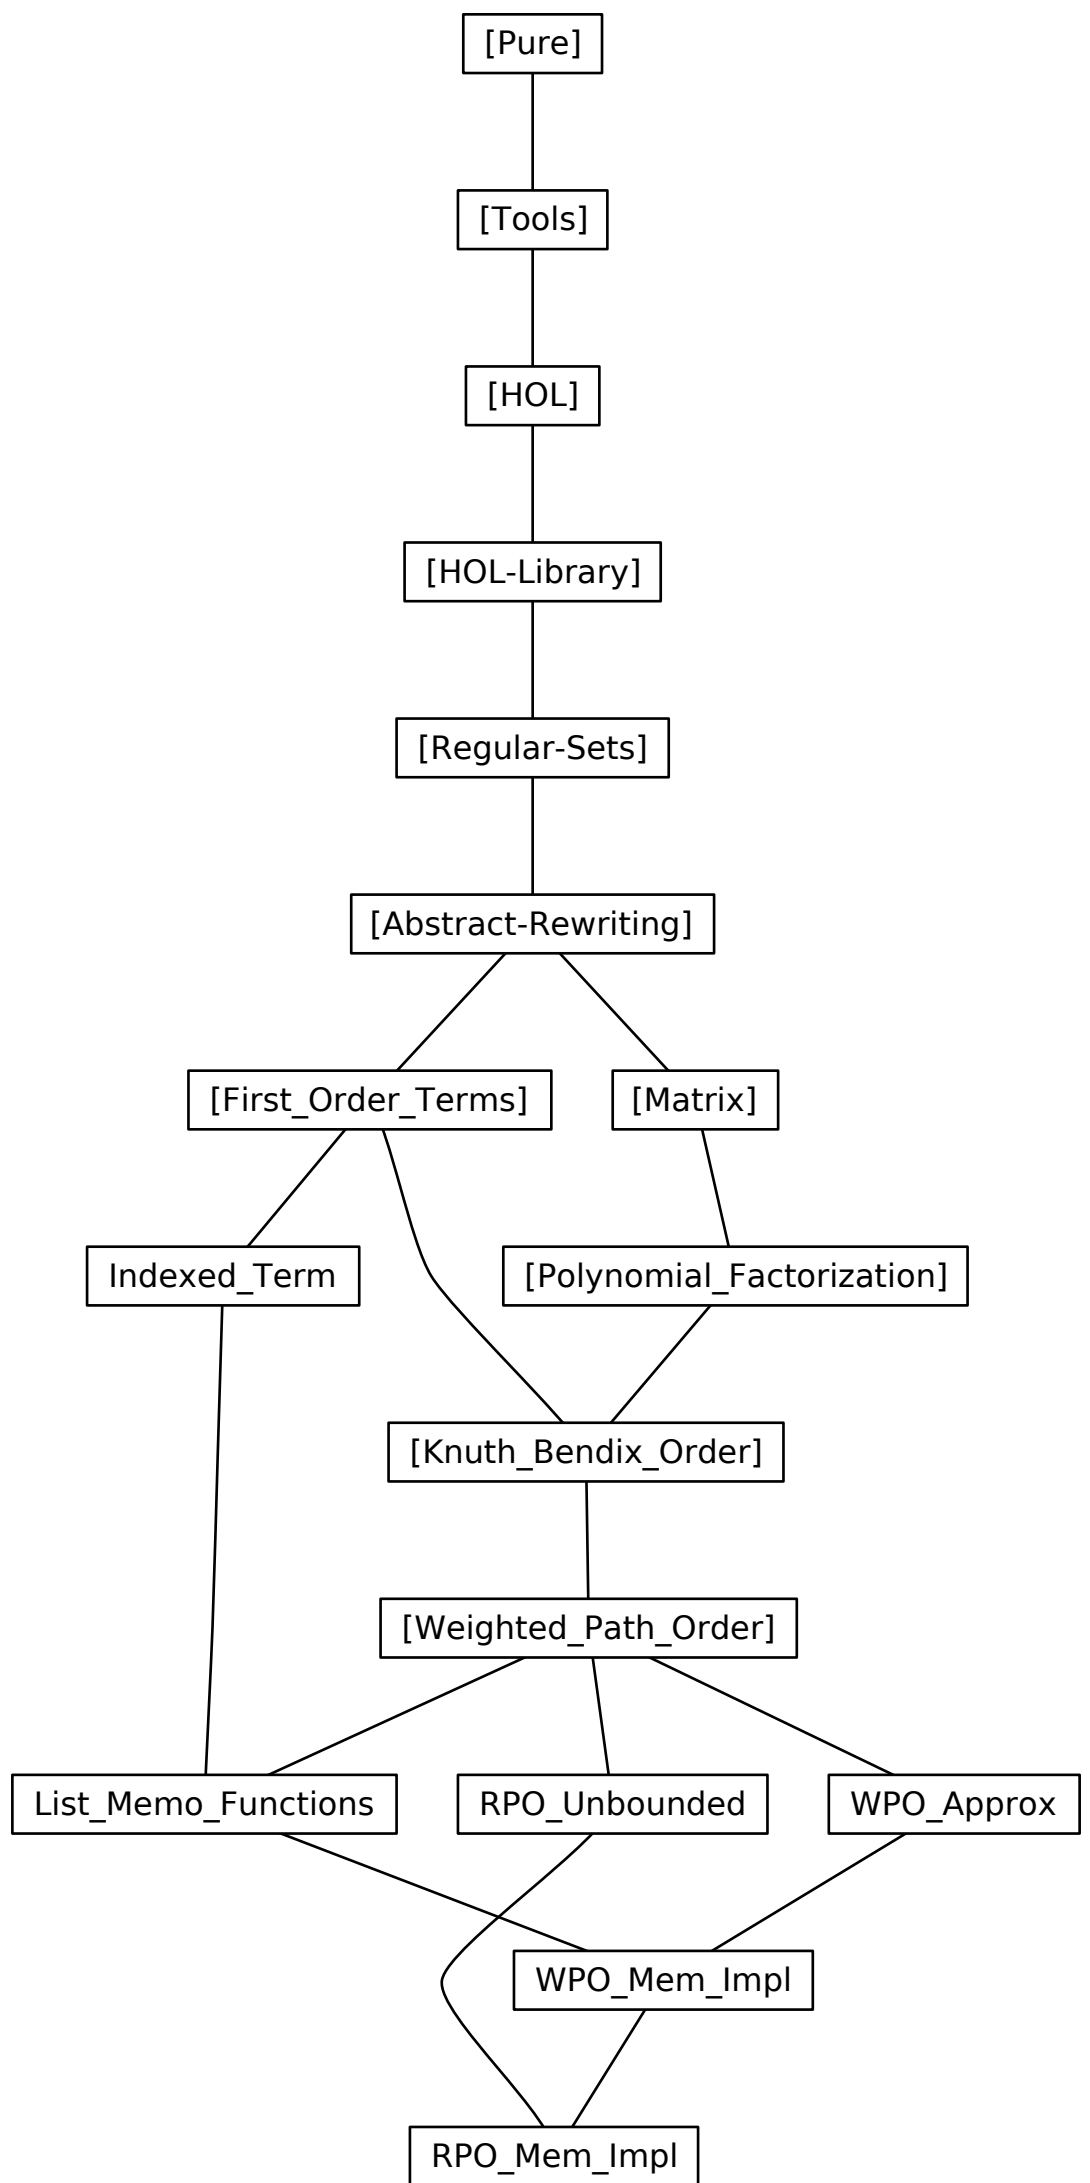 [Pure]
[Tools]
[HOL]
[HOL-Library]
[Regular-Sets]
[Abstract-Rewriting]
[First_Order_Terms]
[Matrix]
Indexed_Term
[Polynomial_Factorization]
[Knuth_Bendix_Order]
[Weighted_Path_Order]
List_Memo_Functions
RPO_Unbounded
WPO_Approx
WPO_Mem_Impl
RPO_Mem_Impl